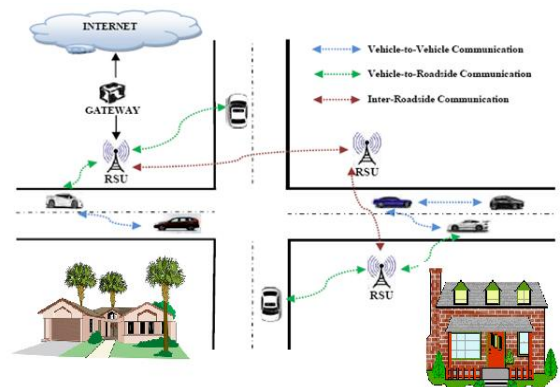 INTERNET
Vehicle-to-Vehicle Communication
Vehicle-to-Roadside Communication
Inter-Roadside Communication
GATEWAY
RSU
RSU
RSU